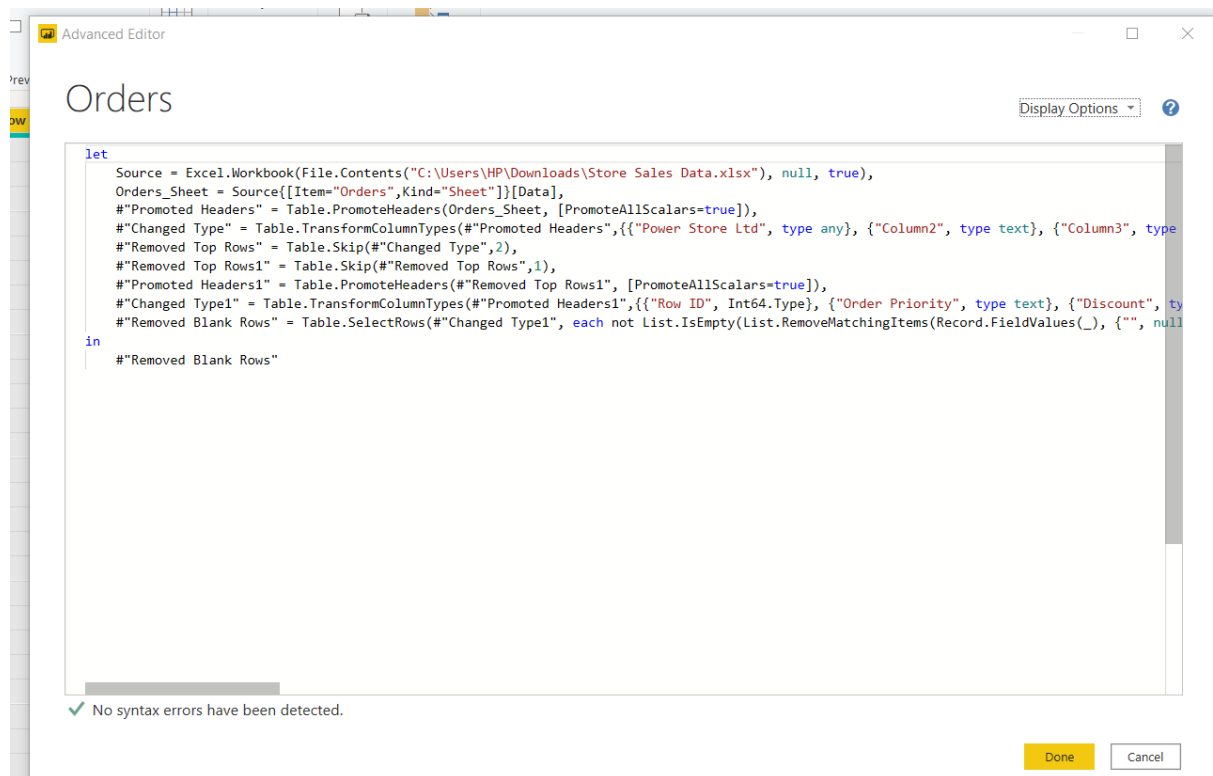 Advanced Editor
Prev
Orders
Display Options
?
ow
let
Source = Excel.Workbook(File.Contents("C:\Users\HP\Downloads\Store Sales Data.xlsx"), null, true),
Orders_Sheet = Source{[Item="Orders",Kind="Sheet"]}[Data],
#"Promoted Headers" = Table.PromoteHeaders(Orders_Sheet, [PromoteAllScalars=true]),
#"Changed Type" = Table.TransformColumnTypes(#"Promoted Headers",{{"Power Store Ltd", type any}, {"Column2", type text}, {"Column3", type
#"Removed Top Rows" = Table.Skip(#"Changed Type",2),
#"Removed Top Rows1" = Table.Skip(#"Removed Top Rows",1),
#"Promoted Headers1" = Table.PromoteHeaders(#"Removed Top Rows1", [PromoteAllScalars=true]),
#"Changed Type1" = Table.TransformColumnTypes(#"Promoted Headers1",{{"Row ID", Int64.Type}, {"Order Priority", type text}, {"Discount", ty
#"Removed Blank Rows" = Table.SelectRows(#"Changed Type1", each not List.IsEmpty(List.RemoveMatchingItems(Record.FieldValues(_), {"", null
in
#"Removed Blank Rows"
No syntax errors have been detected.
Done
Cancel